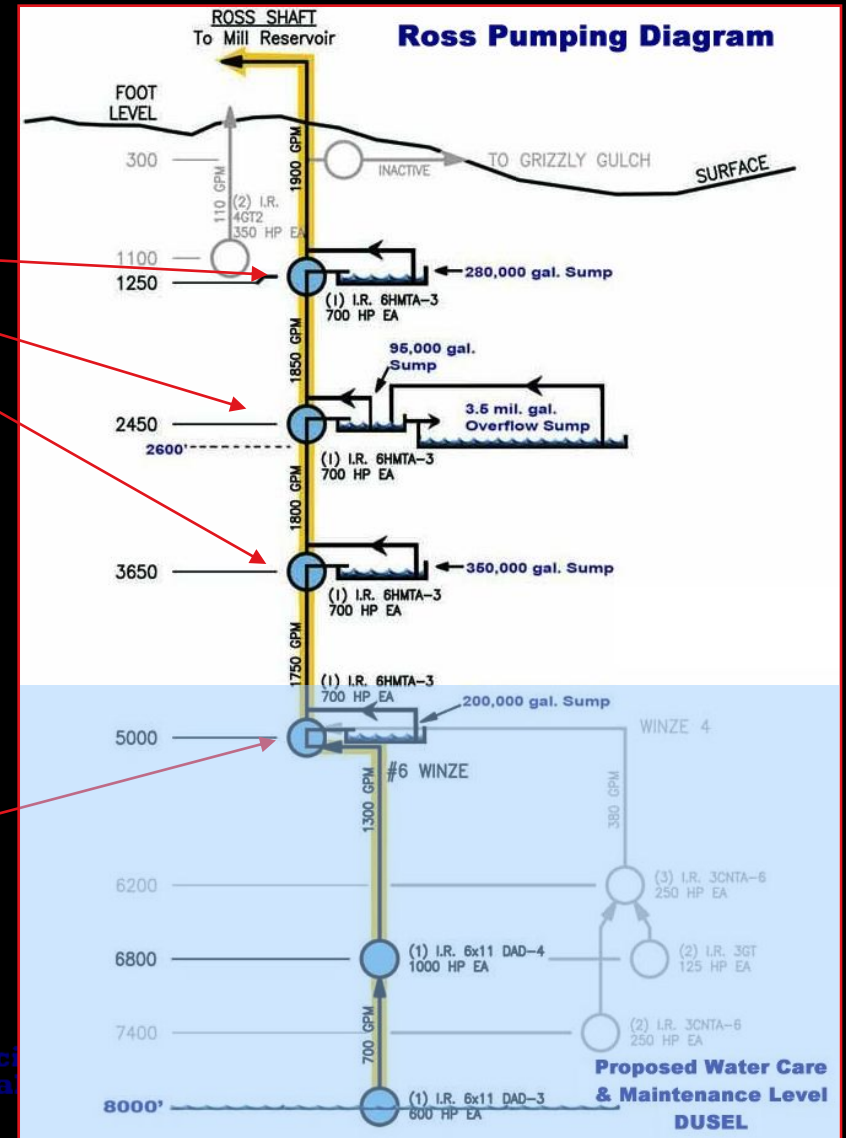 ROSS SHAFT
To Mill Reservoir
Ross Pumping Diagram
FOOT
LEVEL
300
1900 GPM
INACTIVE
TO GRIZZLY GULCH
SURFACE
110 GPM
(2) I.R.
4GT2
350 HP EA
1100
1250
280,000 gal. Sump
(1) I.R. 6HMTA-3
700 HP EA
1850 GPM
95,000 gal.
Sump
2450
3.5 mil. gal.
Overflow Sump
2600'
(1) I.R. 6HMTA-3
700 HP EA
1800 GPM
3650
350,000 gal. Sump
(1) I.R. 6HMTA-3
700 HP EA
1750 GPM
(1) I.R. 6HMTA-3
700 HP EA
200,000 gal. Sump
5000
WINZE 4
#6 WINZE
1300 GPM
380 GPM
6200
(3) I.R. 3CNTA-6
250 HP EA
6800
(1) I.R. 6x11 DAD-4
1000 HP EA
(2) I.R. 3GT
125 HP EA
700 GPM
7400
(2) I.R. 3CNTA-6
250 HP EA
Proposed Water Care
& Maintenance Level
DUSEL
8000'
(1) I.R. 6x11 DAD-3
600 HP EA